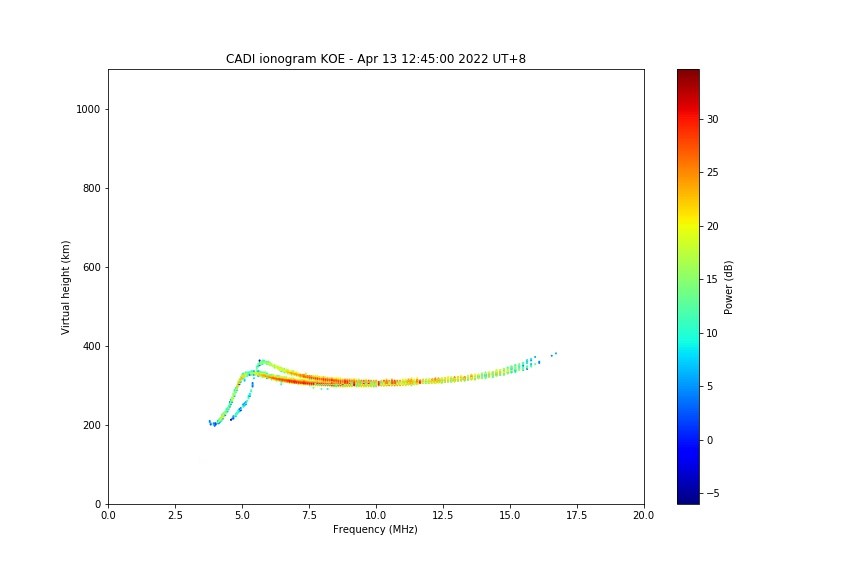 CADI ionogram KOE - Apr 13 12:45:00 2022 UT+8
1000
800
600
400
200
0
Virtual height (km)
0.0 2.5 5.0 7.5 10.0 12.5 15.0 17.5 20.0
Frequency (MHz)
30
25
20
15
10
5
0
−5
Power (dB)